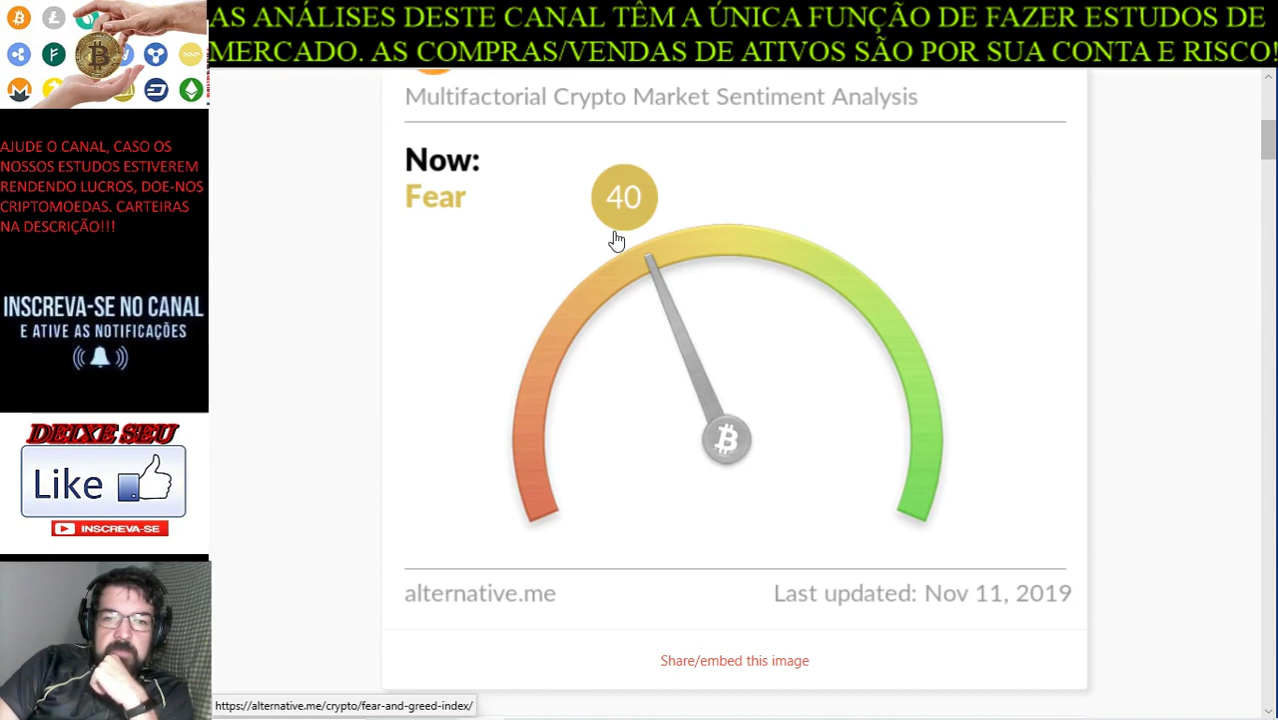 AS ANÁLISES DESTE CANAL TÊM A ÚNICA FUNÇÃO DE FAZER ESTUDOS DE
MERCADO. AS COMPRAS/VENDAS DE ATIVOS SÃO POR SUA CONTA E RISCO!
AJUDE O CANAL, CASO OS
NOSSOS ESTUDOS ESTIVEREM
RENDENDO LUCROS, DOE-NOS
CRIPTOMOEDAS. CARTEIRAS
NA DESCRIÇÃO!!!
INSCREVA-SE NO CANAL
E ATIVE AS NOTIFICAÇÕES
DEIXE SEU
Like
INSCREVA-SE
Multifactorial Crypto Market Sentiment Analysis
Now:
Fear
40
alternative.me
Last updated: Nov 11, 2019
Share/embed this image
https://alternative.me/crypto/fear-and-greed-index/